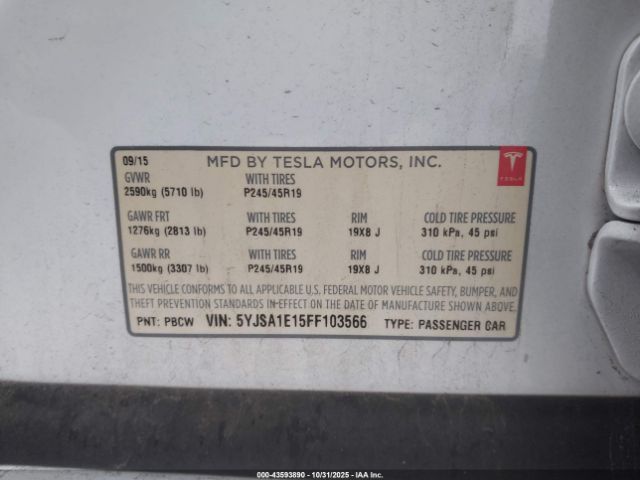 09/15 MFD BY TESLA MOTORS, INC.
TESLA
GVWR WITH TIRES
2590kg (5710 lb) P245/45R19
GAWR FRT WITH TIRES RIM COLD TIRE PRESSURE
1276kg (2813 lb) P245/45R19 19X8 J 310 kPa, 45 psi
GAWR RR WITH TIRES RIM COLD TIRE PRESSURE
1500kg (3307 lb) P245/45R19 19X8 J 310 kPa, 45 psi
THIS VEHICLE CONFORMS TO ALL APPLICABLE U.S. FEDERAL MOTOR VEHICLE SAFETY, BUMPER, AND
THEFT PREVENTION STANDARDS IN-EFFECT ON THE DATE OF MANUFACTURE SHOWN ABOVE.
PNT: PBCW VIN: 5YJSA1E15FF103566 TYPE: PASSENGER CAR
000-43593890 - 10/31/2025 - IAA Inc.